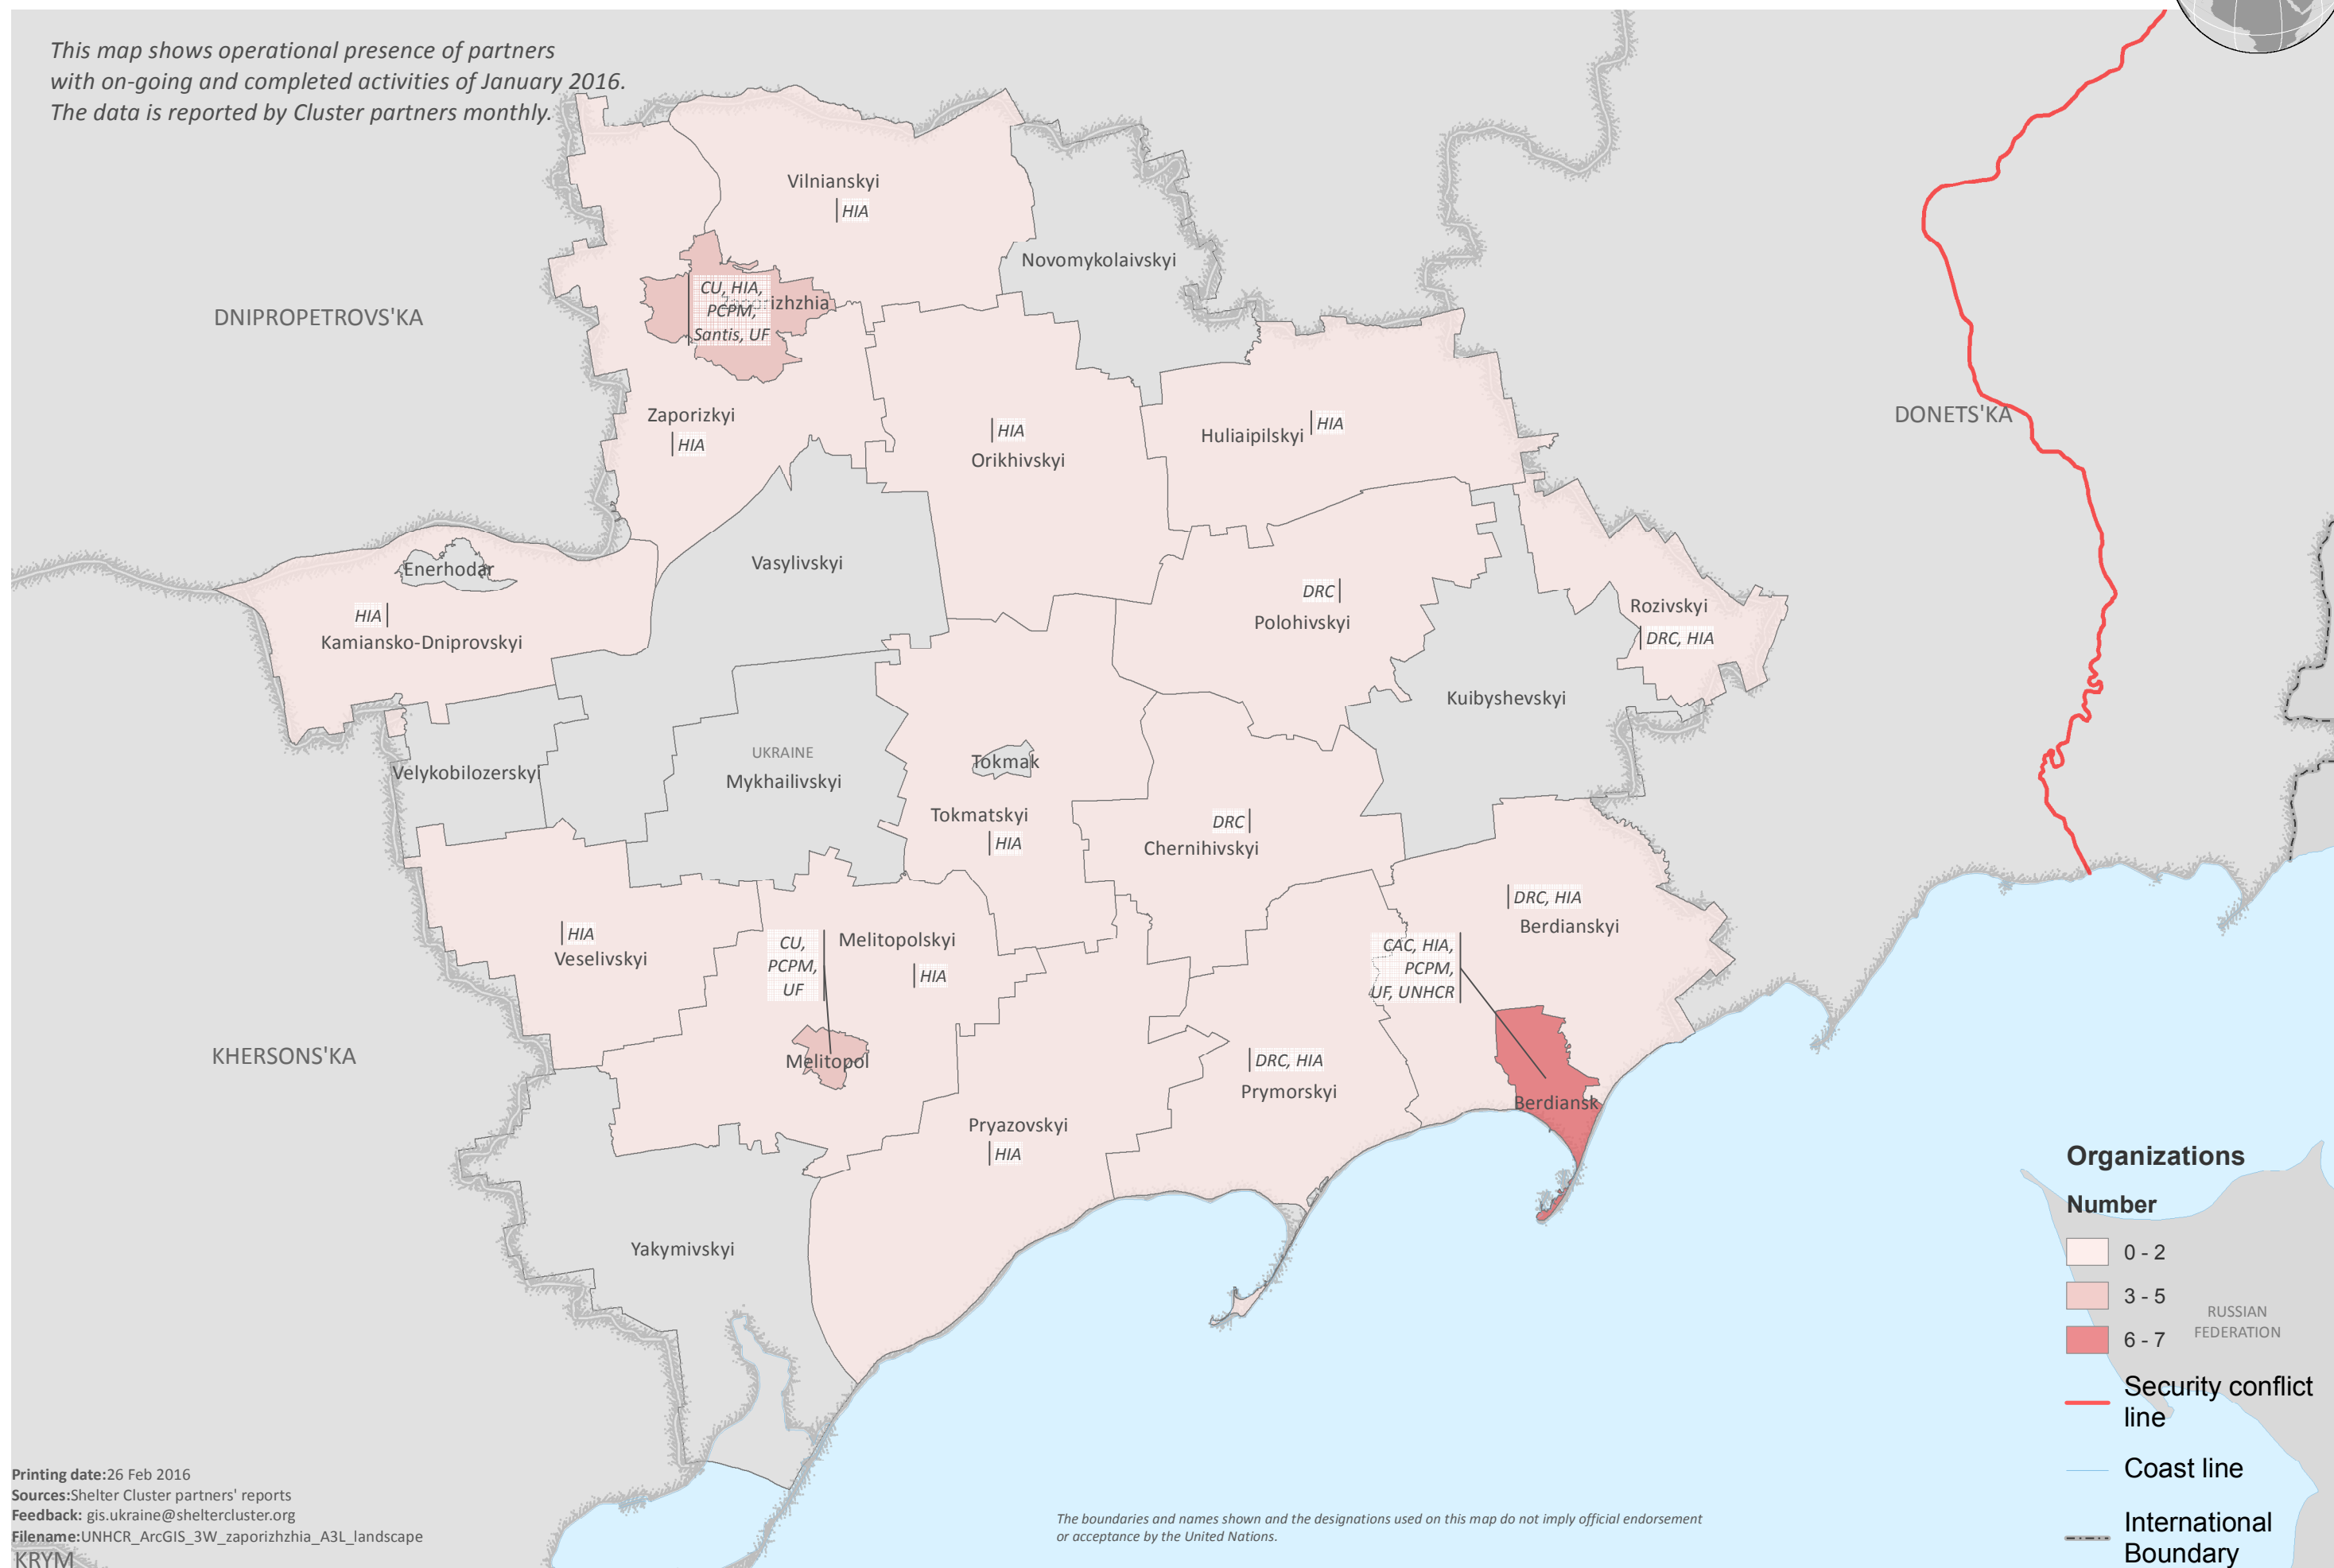 This map shows operational presence of partners
with on-going and completed activities of January 2016.
The data is reported by Cluster partners monthly.
Vilnianskyi
HIA
Novomykolaivskyi
DNIPROPETROVS'KA
CU, HIA,
PCPM,
Santis, UF
Zaporizkyi
HIA
HIA
Orikhivskyi
Huliaipilskyi
HIA
DONETS'KA
Vasylivskyi
Enerhodar
HIA
Kamiansko-Dniprovskyi
DRC
Polohivskyi
Rozivskyi
DRC, HIA
Kuibyshevskyi
Velykobilozerskyi
UKRAINE
Mykhailivskyi
Tokmak
Tokmatskyi
HIA
DRC
Chernihivskyi
DRC, HIA
Berdianskyi
HIA
Veselivskyi
CU,
PCPM,
UF
Melitopolskyi
HIA
CAC, HIA,
PCPM,
UF, UNHCR
KHERSONS'KA
Melitopol
DRC, HIA
Prymorskyi
Berdiansk
Pryazovskyi
HIA
Yakymivskyi
Organizations
Number
0 - 2
3 - 5
6 - 7
RUSSIAN
FEDERATION
Security conflict
line
Coast line
International
Boundary
Printing date:26 Feb 2016
Sources:Shelter Cluster partners' reports
Feedback: gis.ukraine@sheltercluster.org
Filename:UNHCR_ArcGIS_3W_zaporizhzhia_A3L_landscape
KRYM
The boundaries and names shown and the designations used on this map do not imply official endorsement
or acceptance by the United Nations.